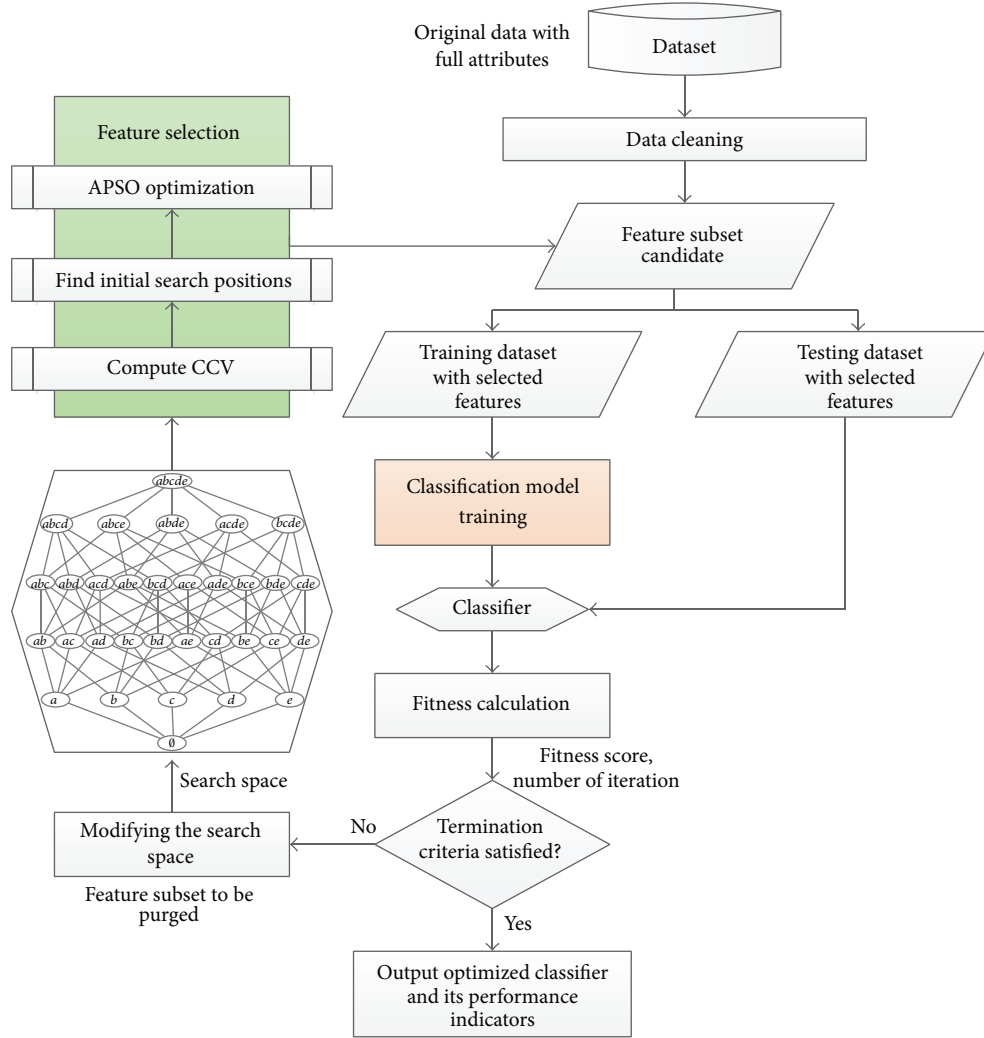 Original data with
full attributes
Dataset
Data cleaning
Feature selection
APSO optimization
Find initial search positions
Compute CCV
Feature subset
candidate
Training dataset
with selected
features
Testing dataset
with selected
features
Classification model
training
Classifier
Fitness calculation
Fitness score,
number of iteration
Termination
criteria satisfied?
No
Yes
Output optimized classifier
and its performance
indicators
abcde
abcd abce abde acde bcde
abc abd acd abe bcd ace ade bce bde cde
ab ac ad bc bd ae cd be ce de
a b c d e
∅
Search space
Modifying the search
space
Feature subset to be
purged